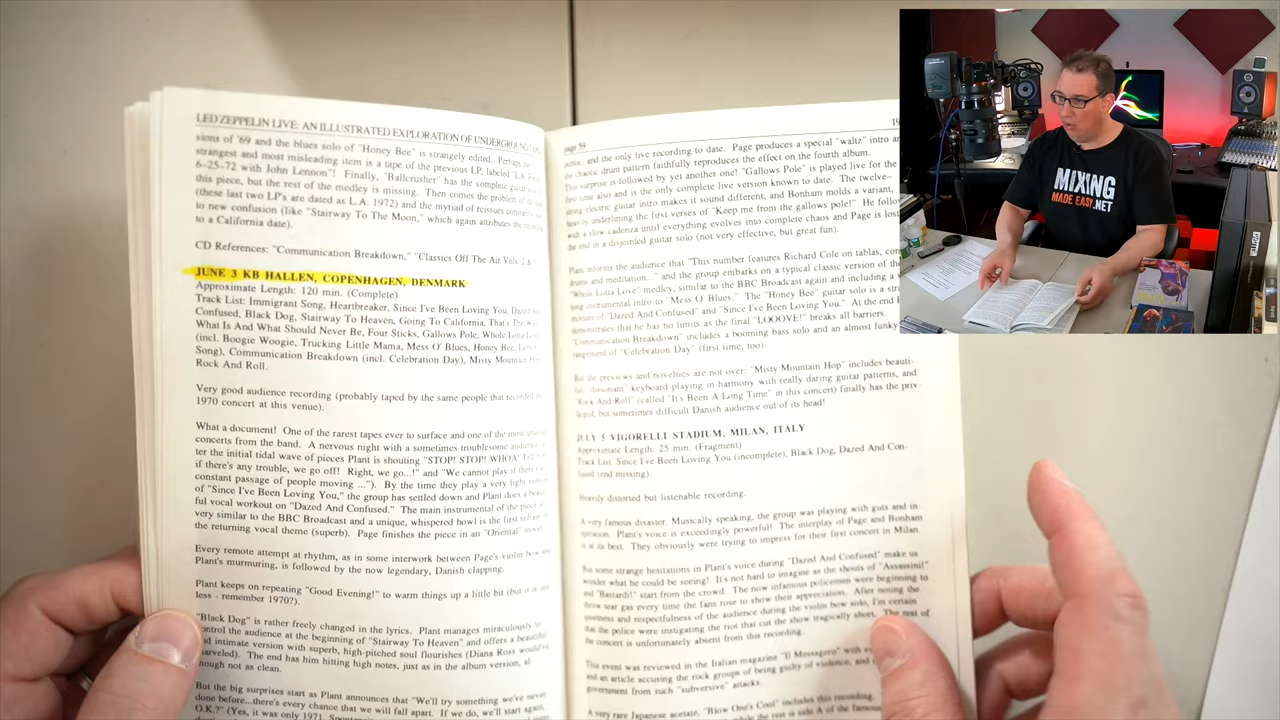 LED ZEPPELIN LIVE: AN ILLUSTRATED EXPLORATION OF UNDERGROUND
sions of '69 and the blues solo of "Honey Bee" is strangely edited. Perhaps the
strangest and most misleading item is a tape of the previous LP, labeled "L.A.
6-25-72 with John Lennon"! Finally, "Ballcrusher" has the complete guitar
this piece, but the rest of the medley is missing. Then comes the problem of
(these last two LP's are dated as L.A. 1972) and the myriad of reissues
to new confusion (like "Stairway To The Moon," which again attributes the
to a California date).
CD References: "Communication Breakdown," "Classics Off The Air Vols. 2 &
JUNE 3 KB HALLEN, COPENHAGEN, DENMARK
Approximate Length: 120 min. (Complete)
Track List: Immigrant Song, Heartbreaker, Since I've Been Loving You, Dazed And
Confused, Black Dog, Stairway To Heaven, Going To California, That's The Way
What Is And What Should Never Be, Four Sticks, Gallows Pole, Whole Lotta Love
(incl. Boogie Woogie, Trucking Little Mama, Mess O' Blues, Honey Bee, Lemon
Song), Communication Breakdown (incl. Celebration Day), Misty Mountain Hop
Rock And Roll.
Very good audience recording (probably taped by the same people that recorded
1970 concert at this venue).
What a document! One of the rarest tapes ever to surface and one of the most
concerts from the band. A nervous night with a sometimes troublesome audience,
ter the initial tidal wave of pieces Plant is shouting "STOP! STOP! WHOA! Tell
if there's any trouble, we go off! Right, we go...!" and "We cannot play if there's
constant passage of people moving ..."). By the time they play a very light version
of "Since I've Been Loving You," the group has settled down and Plant does a
ful vocal workout on "Dazed And Confused." The main instrumental of the piece
very similar to the BBC Broadcast and a unique, whispered howl is the first
the returning vocal theme (superb). Page finishes the piece in an "Oriental" mood.
Every remote attempt at rhythm, as in some interwork between Page's violin bow and
Plant's murmuring, is followed by the now legendary, Danish clapping.
Plant keeps on repeating "Good Evening!" to warm things up a little bit (but it is
less - remember 1970?).
"Black Dog" is rather freely changed in the lyrics. Plant manages miraculously to
control the audience at the beginning of "Stairway To Heaven" and offers a beautiful
and intimate version with superb, high-pitched soul flourishes (Diana Ross would've
marveled). The end has him hitting high notes, just as in the album version,
though not as clean.
But the big surprises start as Plant announces that "We'll try something we've never
done before...there's every chance that we will fall apart. If we do, we'll start again,
O.K.?" (Yes, it was only 1971.
page 59
public, and the only live recording to date. Page produces a special "waltz" intro
the chaotic drum pattern faithfully reproduces the effect on the fourth album.
This surprise is followed by yet another one! "Gallows Pole" is played live for the
first time also and is the only complete live version known to date. The twelve-
string electric guitar intro makes it sound different, and Bonham molds a variant,
heavily underlining the first verses of "Keep me from the gallows pole!" He
with a slow cadenza until everything evolves into complete chaos and Page is
the end in a disjointed guitar solo (not very effective, but great fun).
Plant informs the audience that "This number features Richard Cole on tablas,
drums and meditation..." and the group embarks on a typical classic version of the
"Whole Lotta Love" medley, similar to the BBC Broadcast again and including a
long instrumental intro to "Mess O' Blues." The "Honey Bee" guitar solo is a
mixture of "Dazed And Confused" and "Since I've Been Loving You." At the end
demonstrates that he has no limits as the final "LOOOVE!" breaks all barriers.
"Communication Breakdown" includes a booming bass solo and an almost funky
rangement of "Celebration Day" (first time, too).
But the previews and novelties are not over: "Misty Mountain Hop" includes beauti-
ful, "dissonant" keyboard playing in harmony with really daring guitar patterns, and
"Rock And Roll" (called "It's Been A Long Time" in this concert) finally has the priv-
ileged, but sometimes difficult Danish audience out of its head!
JULY 5 VIGORELLI STADIUM, MILAN, ITALY
Approximate Length: 25 min. (Fragment)
Track List: Since I've Been Loving You (incomplete), Black Dog, Dazed And Con-
fused (end missing).
Heavily distorted but listenable recording.
A very famous disaster. Musically speaking, the group was playing with guts and in-
spiration. Plant's voice is exceedingly powerful! The interplay of Page and Bonham
is at its best. They obviously were trying to impress for their first concert in Milan.
But some strange hesitations in Plant's voice during "Dazed And Confused" make us
wonder what he could be seeing! It's not hard to imagine as the shouts of "Assassini!"
and "Bastardi!" start from the crowd. The now infamous policemen were beginning to
throw tear gas every time the fans rose to show their appreciation. After noting the
quietness and respectfulness of the audience during the violin bow solo, I'm certain
that the police were instigating the riot that cut the show tragically short. The rest of
the concert is unfortunately absent from this recording.
This event was reviewed in the Italian magazine "Il Messagero" with
and an article accusing the rock groups of being guilty of violence, and
government from such "subversive" attacks.
A very rare Japanese acetate, "Blow One's Cool" includes this recording,
MIXING
MADE EASY.NET